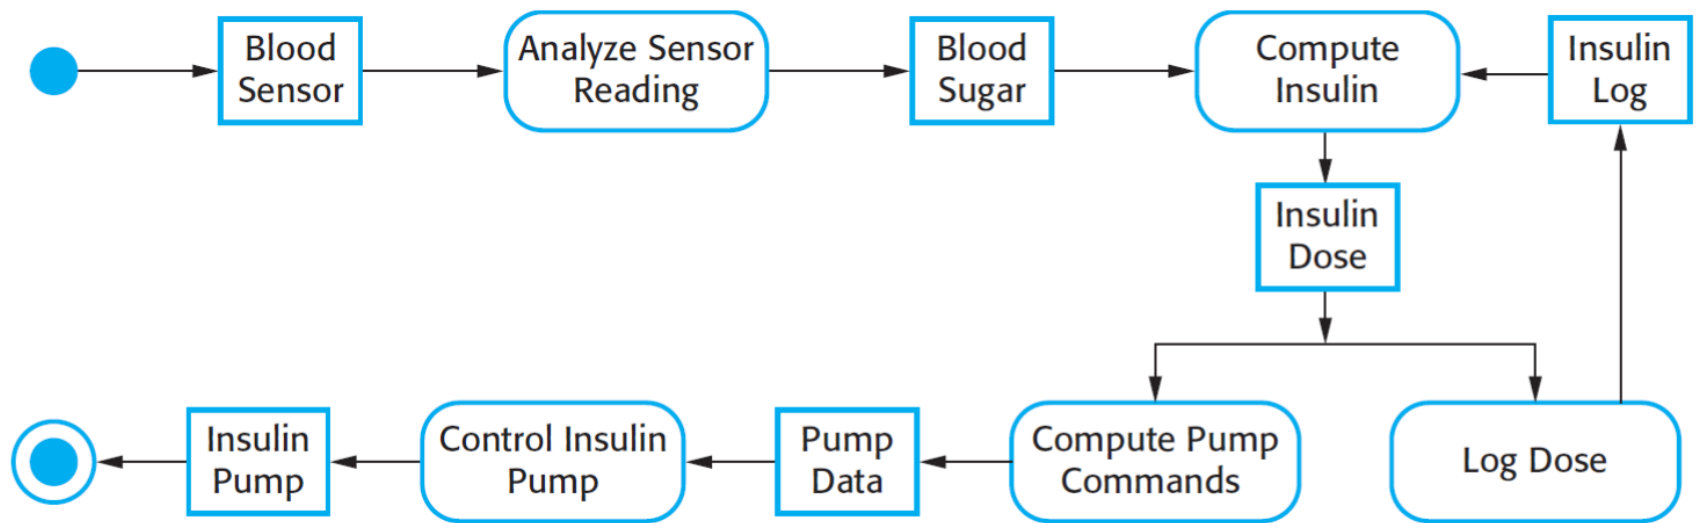 Blood
Sensor
Analyze Sensor
Reading
Blood
Sugar
Compute
Insulin
Insulin
Log
Insulin
Dose
Insulin
Pump
Control Insulin
Pump
Pump
Data
Compute Pump
Commands
Log Dose